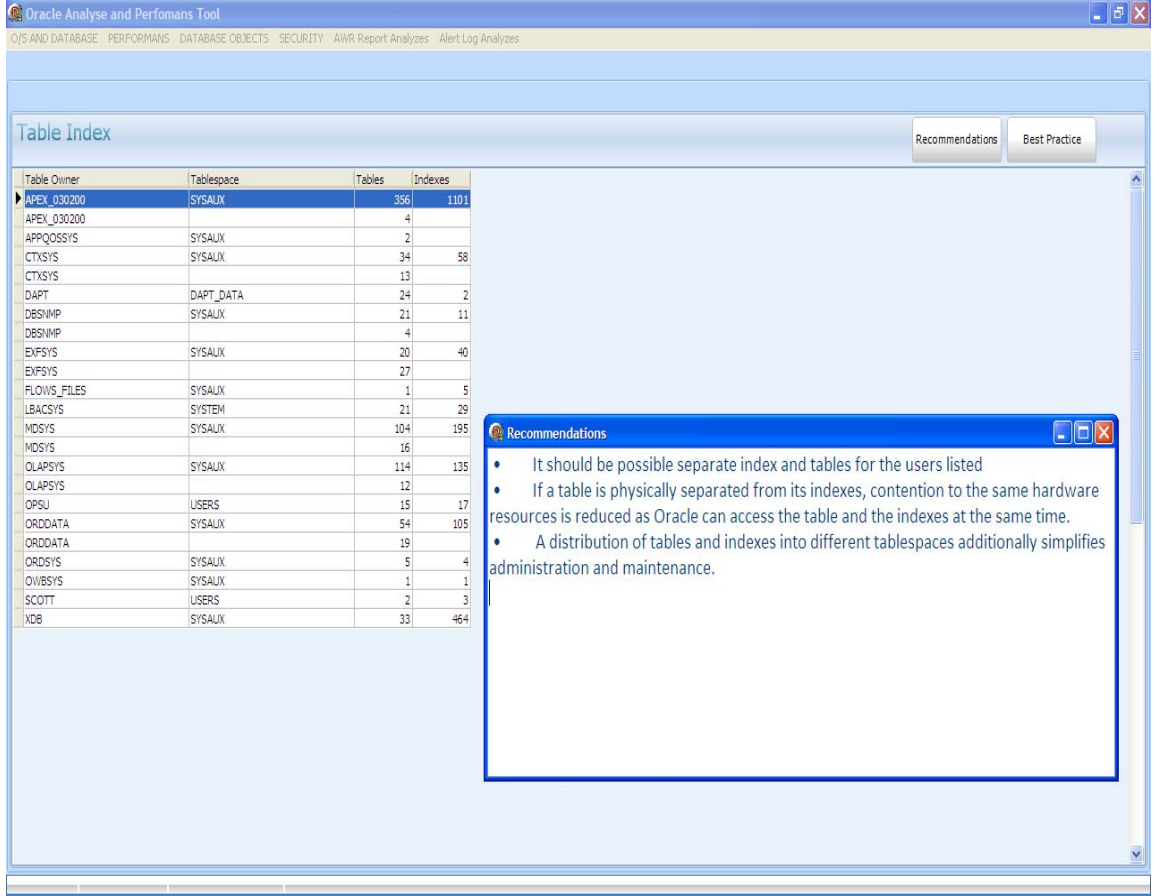 Oracle Analyse and Perfomans Tool
O/S AND DATABASE PERFORMANS DATABASE OBJECTS SECURITY AWR Report Analyzes Alert Log Analyzes
Table Index
Recommendations Best Practice
Table Owner Tablespace Tables Indexes
APEX_030200 SYSAUX 356 1101
APEX_030200 4
APPQOSSYS SYSAUX 2
CTXSYS SYSAUX 34 58
CTXSYS 13
DAPT DAPT_DATA 24 2
DBSNMP SYSAUX 21 11
DBSNMP 4
EXFSYS SYSAUX 20 40
EXFSYS 27
FLOWS_FILES SYSAUX 1 5
LBACSYS SYSTEM 21 29
MDSYS SYSAUX 104 195
MDSYS 16
OLAPSYS SYSAUX 114 135
OLAPSYS 12
OPSU USERS 15 17
ORDDATA SYSAUX 54 105
ORDDATA 19
ORDSYS SYSAUX 5 4
OWBSYS SYSAUX 1 1
SCOTT USERS 2 3
XDB SYSAUX 33 464
Recommendations
• It should be possible separate index and tables for the users listed
• If a table is physically separated from its indexes, contention to the same hardware
resources is reduced as Oracle can access the table and the indexes at the same time.
• A distribution of tables and indexes into different tablespaces additionally simplifies
administration and maintenance.